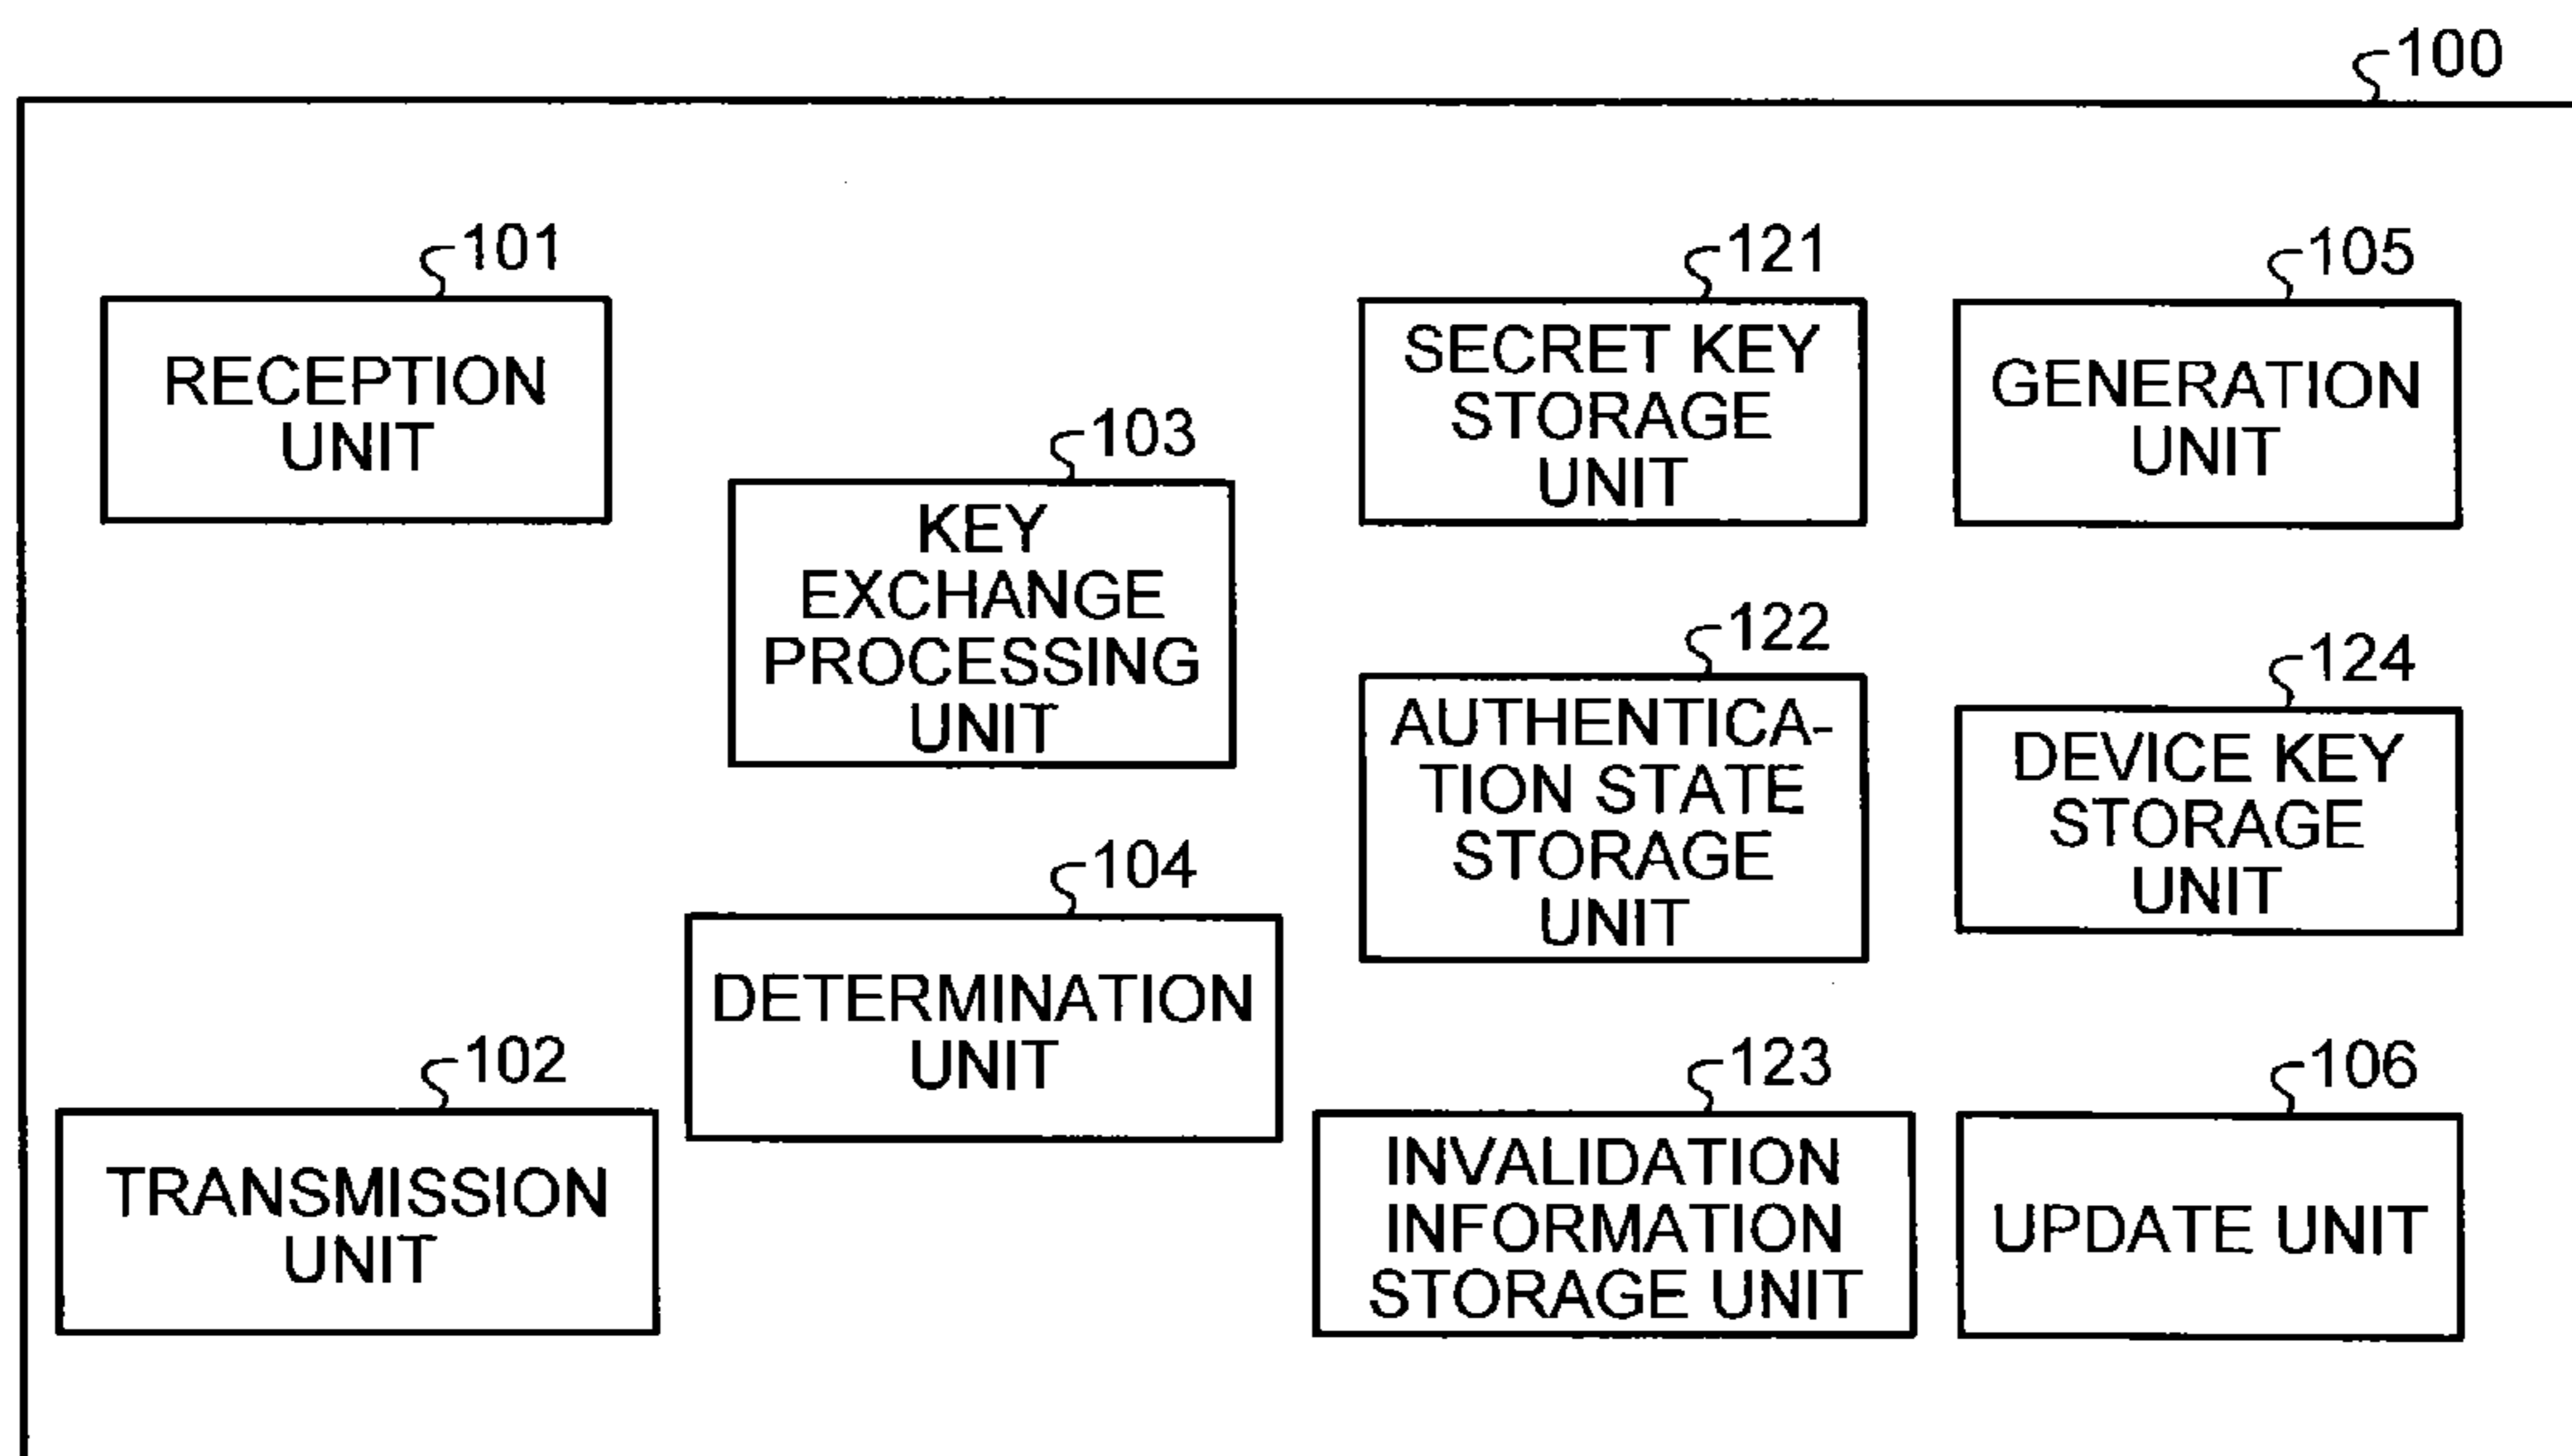 100
101
RECEPTION
UNIT
102
TRANSMISSION
UNIT
103
KEY
EXCHANGE
PROCESSING
UNIT
104
DETERMINATION
UNIT
121
SECRET KEY
STORAGE
UNIT
122
AUTHENTICA-
TION STATE
STORAGE
UNIT
123
INVALIDATION
INFORMATION
STORAGE UNIT
105
GENERATION
UNIT
124
DEVICE KEY
STORAGE
UNIT
106
UPDATE UNIT